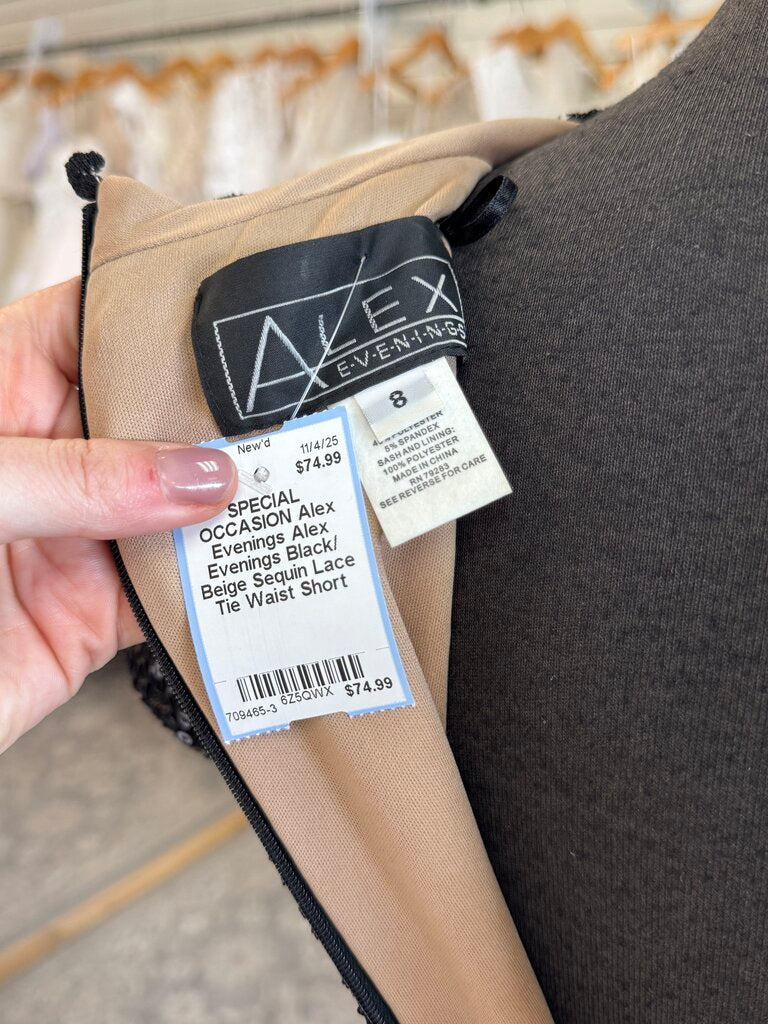 ALEX
E·V·E·N·I·N·G·S
8
POLYESTER
5% SPANDEX
SASH AND LINING:
100% POLYESTER
MADE IN CHINA
RN 79283
SEE REVERSE FOR CARE
New'd 11/4/25
$74.99
SPECIAL
OCCASION Alex
Evenings Alex
Evenings Black/
Beige Sequin Lace
Tie Waist Short
709465-3 6Z5QWX $74.99